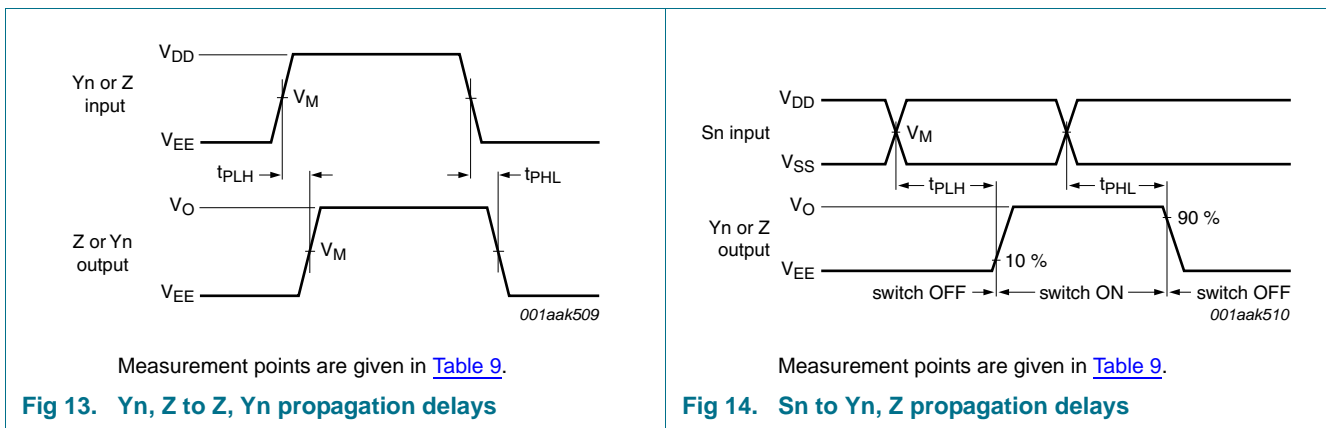 VDD
Yn or Z
input
VM
VEE
tPLH
tPHL
VO
Z or Yn
output
VM
VEE
001aak509
Measurement points are given in Table 9.
Fig 13. Yn, Z to Z, Yn propagation delays
VDD
Sn input
VM
VSS
tPLH
tPHL
VO
Yn or Z
output
90 %
10 %
VEE
switch OFF
switch ON
switch OFF
001aak510
Measurement points are given in Table 9.
Fig 14. Sn to Yn, Z propagation delays